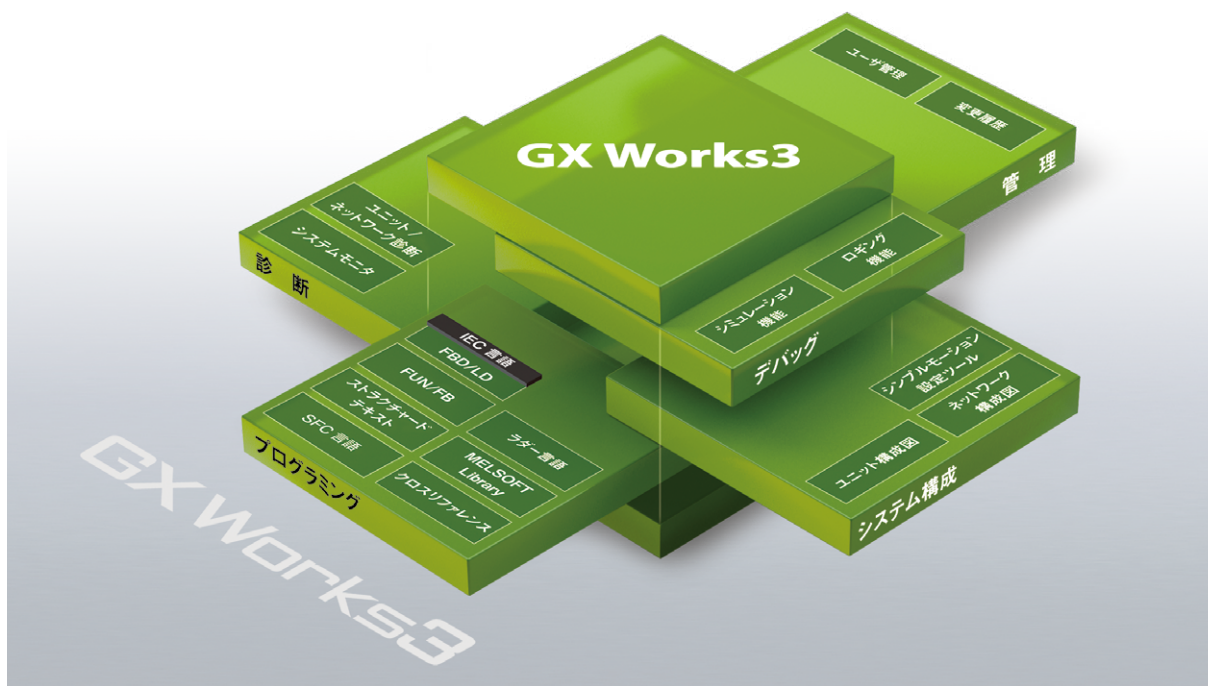 GX Works3
ユーザ管理
変更履歴
管 理
ユニット/
ネットワーク診断
システムモニタ
診 断
ロギング
機能
シミュレーション
機能
デバッグ
IEC 言語
FBD/LD
FUN/FB
ストラクチャード
テキスト
SFC 言語
ラダー言語
MELSOFT
Library
クロスリファレンス
プログラミング
シンプルモーション
設定ツール
ネットワーク
構成図
ユニット構成図
システム構成
GX Works3